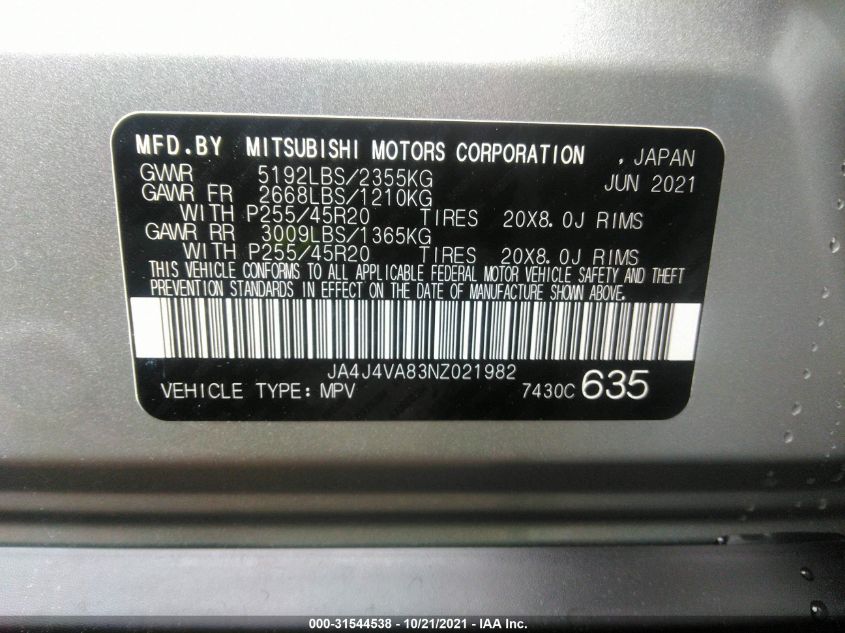 MFD.BY MITSUBISHI MOTORS CORPORATION , JAPAN
GVWR 5192LBS/2355KG JUN 2021
GAWR FR 2668LBS/1210KG
WITH P255/45R20 TIRES 20X8.0J RIMS
GAWR RR 3009LBS/1365KG
WITH P255/45R20 TIRES 20X8.0J RIMS
THIS VEHICLE CONFORMS TO ALL APPLICABLE FEDERAL MOTOR VEHICLE SAFETY AND THEFT
PREVENTION STANDARDS IN EFFECT ON THE DATE OF MANUFACTURE SHOWN ABOVE.
JA4J4VA83NZ021982
VEHICLE TYPE: MPV 7430C 635
000-31544538 - 10/21/2021 - IAA Inc.